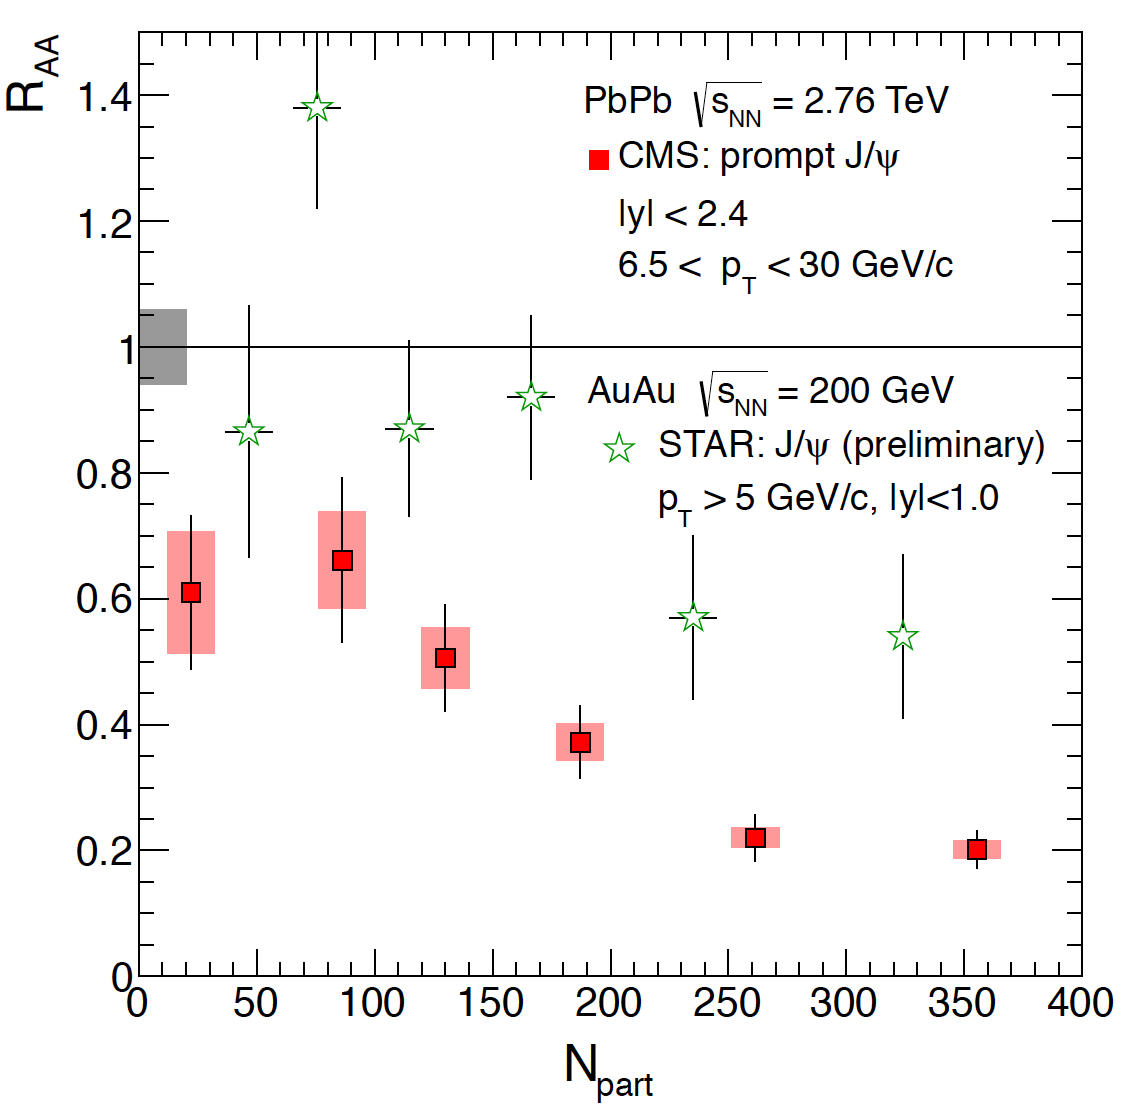 R_AA
1.4
1.2
1
0.8
0.6
0.4
0.2
0
PbPb √s_NN = 2.76 TeV
CMS: prompt J/ψ
|y| < 2.4
6.5 < p_T < 30 GeV/c
AuAu √s_NN = 200 GeV
STAR: J/ψ (preliminary)
p_T > 5 GeV/c, |y|<1.0
0 50 100 150 200 250 300 350 400
N_part